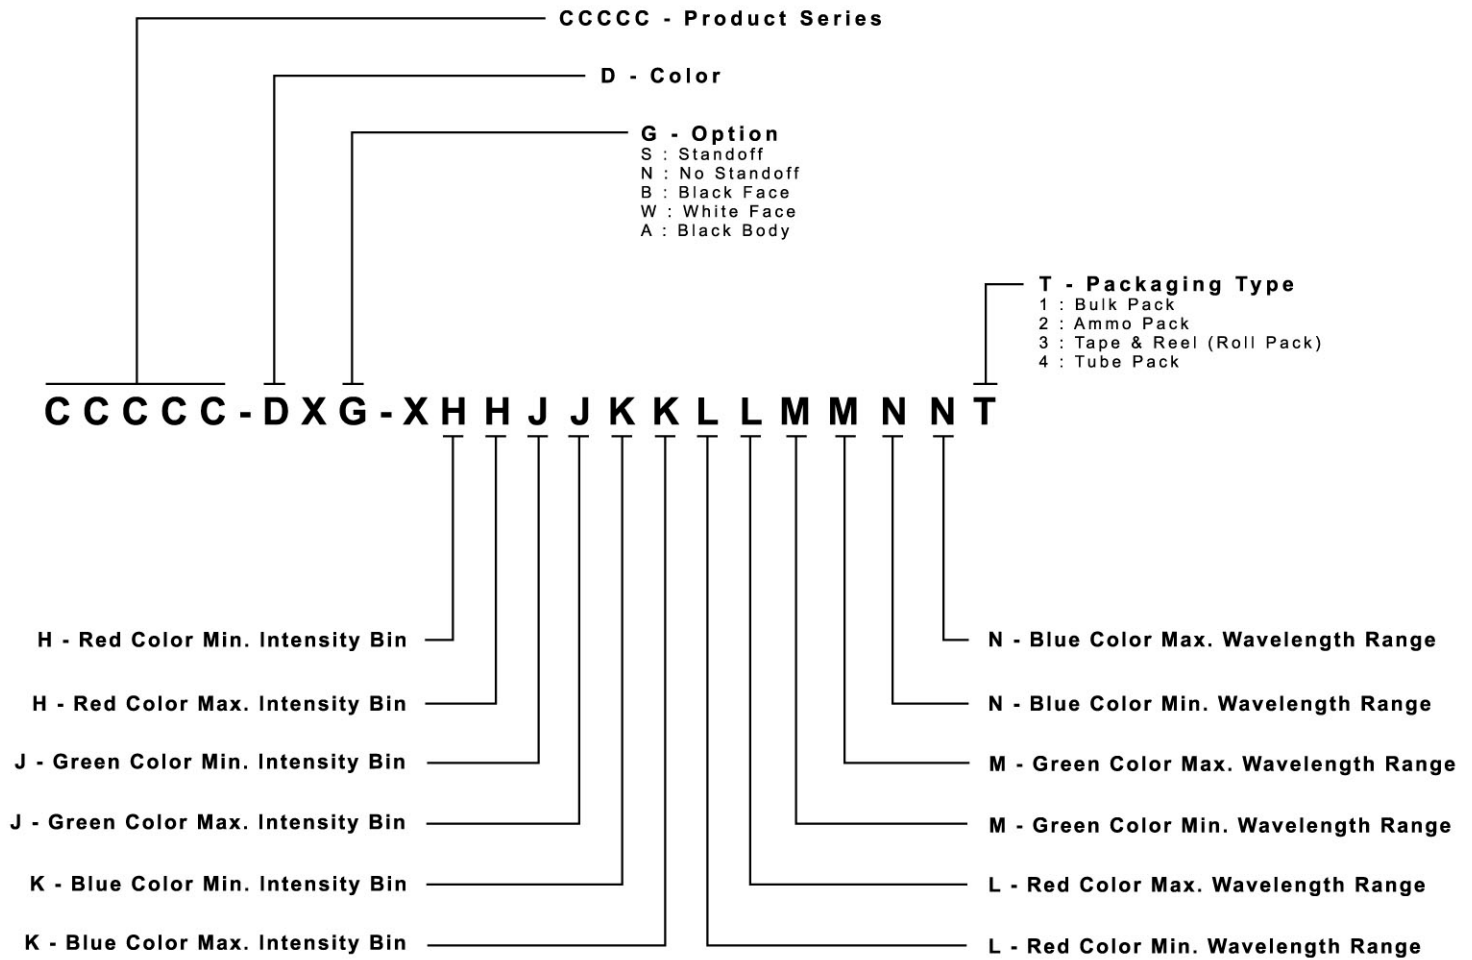 CCCCC - Product Series
D - Color
G - Option
S : Standoff
N : No Standoff
B : Black Face
W : White Face
A : Black Body
T - Packaging Type
1 : Bulk Pack
2 : Ammo Pack
3 : Tape & Reel (Roll Pack)
4 : Tube Pack
CCCCC-DXG-XHHJJKKLLMMNNT
H - Red Color Min. Intensity Bin
N - Blue Color Max. Wavelength Range
H - Red Color Max. Intensity Bin
N - Blue Color Min. Wavelength Range
J - Green Color Min. Intensity Bin
M - Green Color Max. Wavelength Range
J - Green Color Max. Intensity Bin
M - Green Color Min. Wavelength Range
K - Blue Color Min. Intensity Bin
L - Red Color Max. Wavelength Range
K - Blue Color Max. Intensity Bin
L - Red Color Min. Wavelength Range